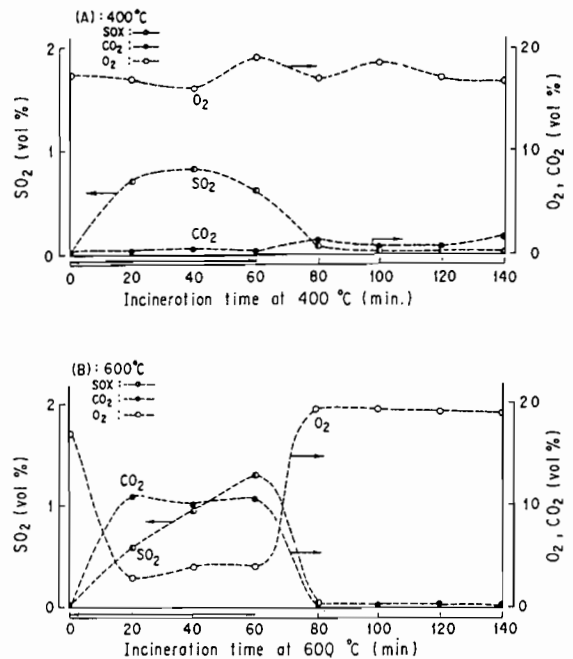 (A): 400°C
SOX :
CO2 :
O2 :
2
1
0
SO2 (vol %)
O2
SO2
CO2
20
10
0
O2, CO2 (vol %)
0 20 40 60 80 100 120 140
Incinerotion time at 400 °C (min.)
(B): 600°C
SOX :
CO2 :
O2 :
2
1
0
SO2 (vol %)
CO2
SO2
O2
20
10
0
O2, CO2 (vol %)
0 20 40 60 80 100 120 140
Incineration time at 600 °C (min)